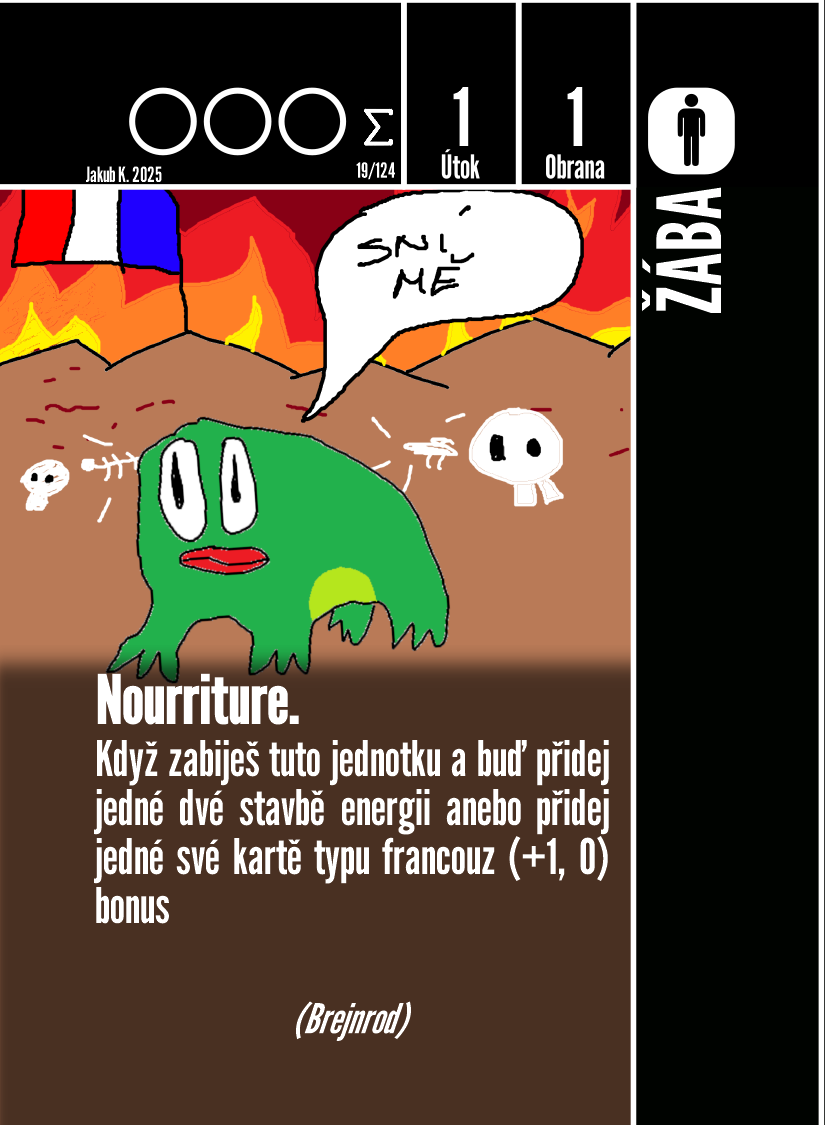 Σ
Jakub K. 2025
19/124
1
Útok
1
Obrana
ŽÁBA
SNÍ
MĚ
Nourriture.
Když zabiješ tuto jednotku a buď přidej
jedné dvé stavbě energii anebo přidej
jedné své kartě typu francouz (+1, 0)
bonus
(Brejnrod)